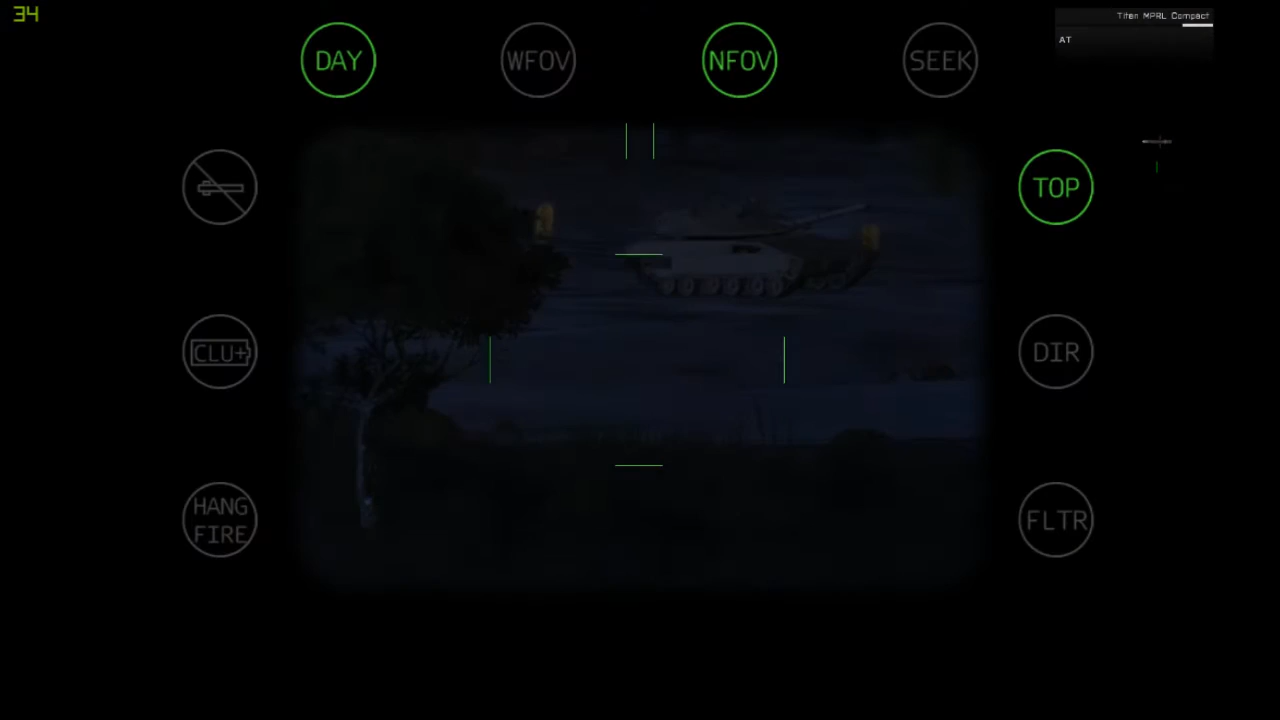 34
Titan MPRL Compact
AT
DAY
WFOV
NFOV
SEEK
TOP
CLU+
DIR
HANG
FIRE
FLTR